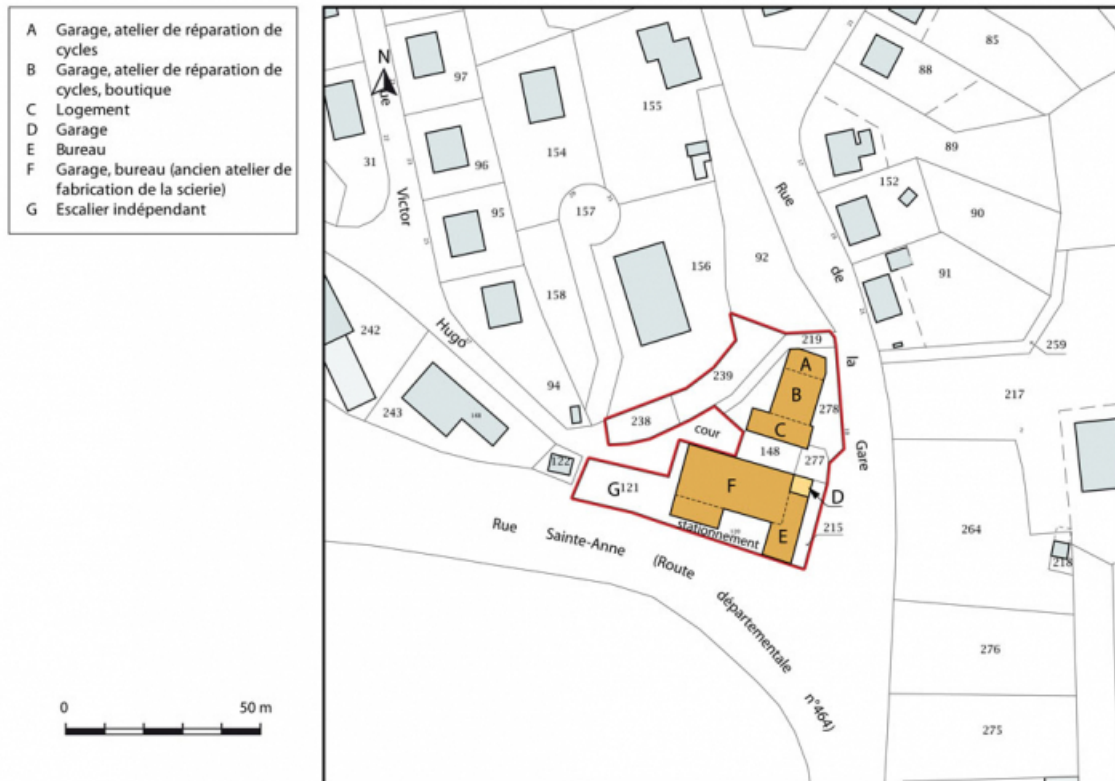 A Garage, atelier de réparation de
cycles
B Garage, atelier de réparation de
cycles, boutique
C Logement
D Garage
E Bureau
F Garage, bureau (ancien atelier de
fabrication de la scierie)
G Escalier indépendant
0 50 m
N
Rue
Victor
Hugo
Rue
de
la
Gare
Rue Sainte-Anne (Route
départementale
n°464)
85
88
97
155
154
31
96
89
152
95
157
90
92
156
91
158
242
219
259
A
239
217
94
B
278
243
238
C
cour
148
277
122
F
G 121
D
215
stationnement
E
264
218
276
275